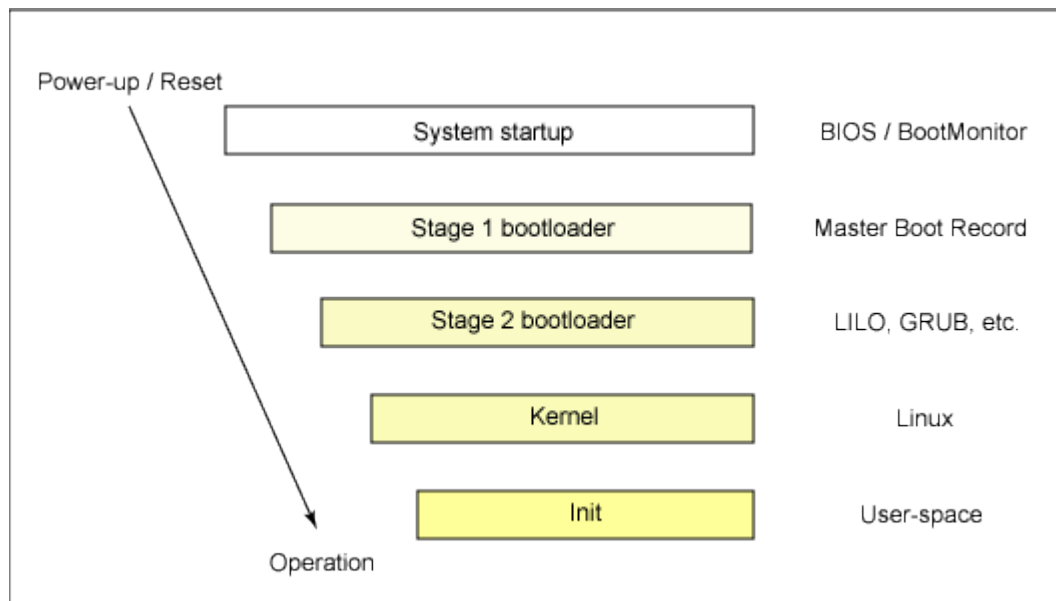 Power-up / Reset
System startup
BIOS / BootMonitor
Stage 1 bootloader
Master Boot Record
Stage 2 bootloader
LILO, GRUB, etc.
Kernel
Linux
Init
User-space
Operation